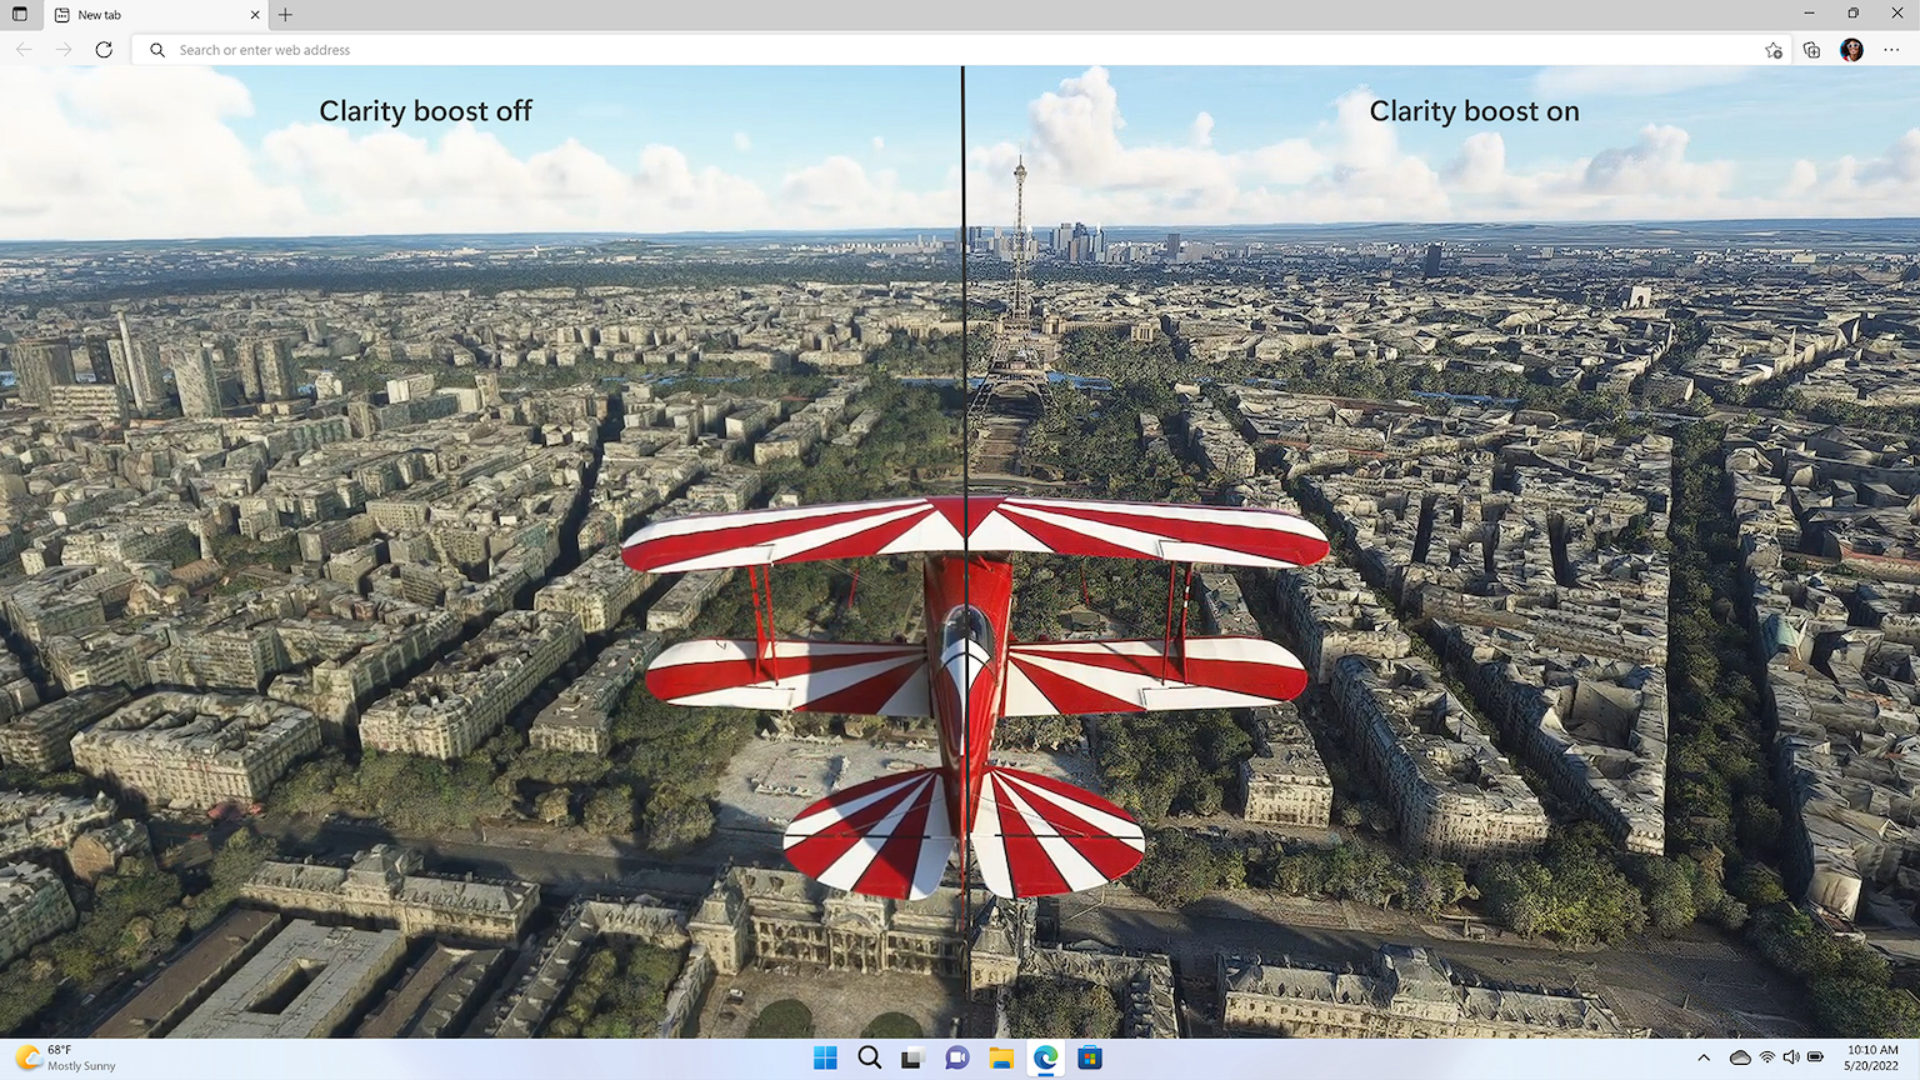 New tab
Search or enter web address
Clarity boost off
Clarity boost on
68°F
Mostly Sunny
10:10 AM
5/20/2022